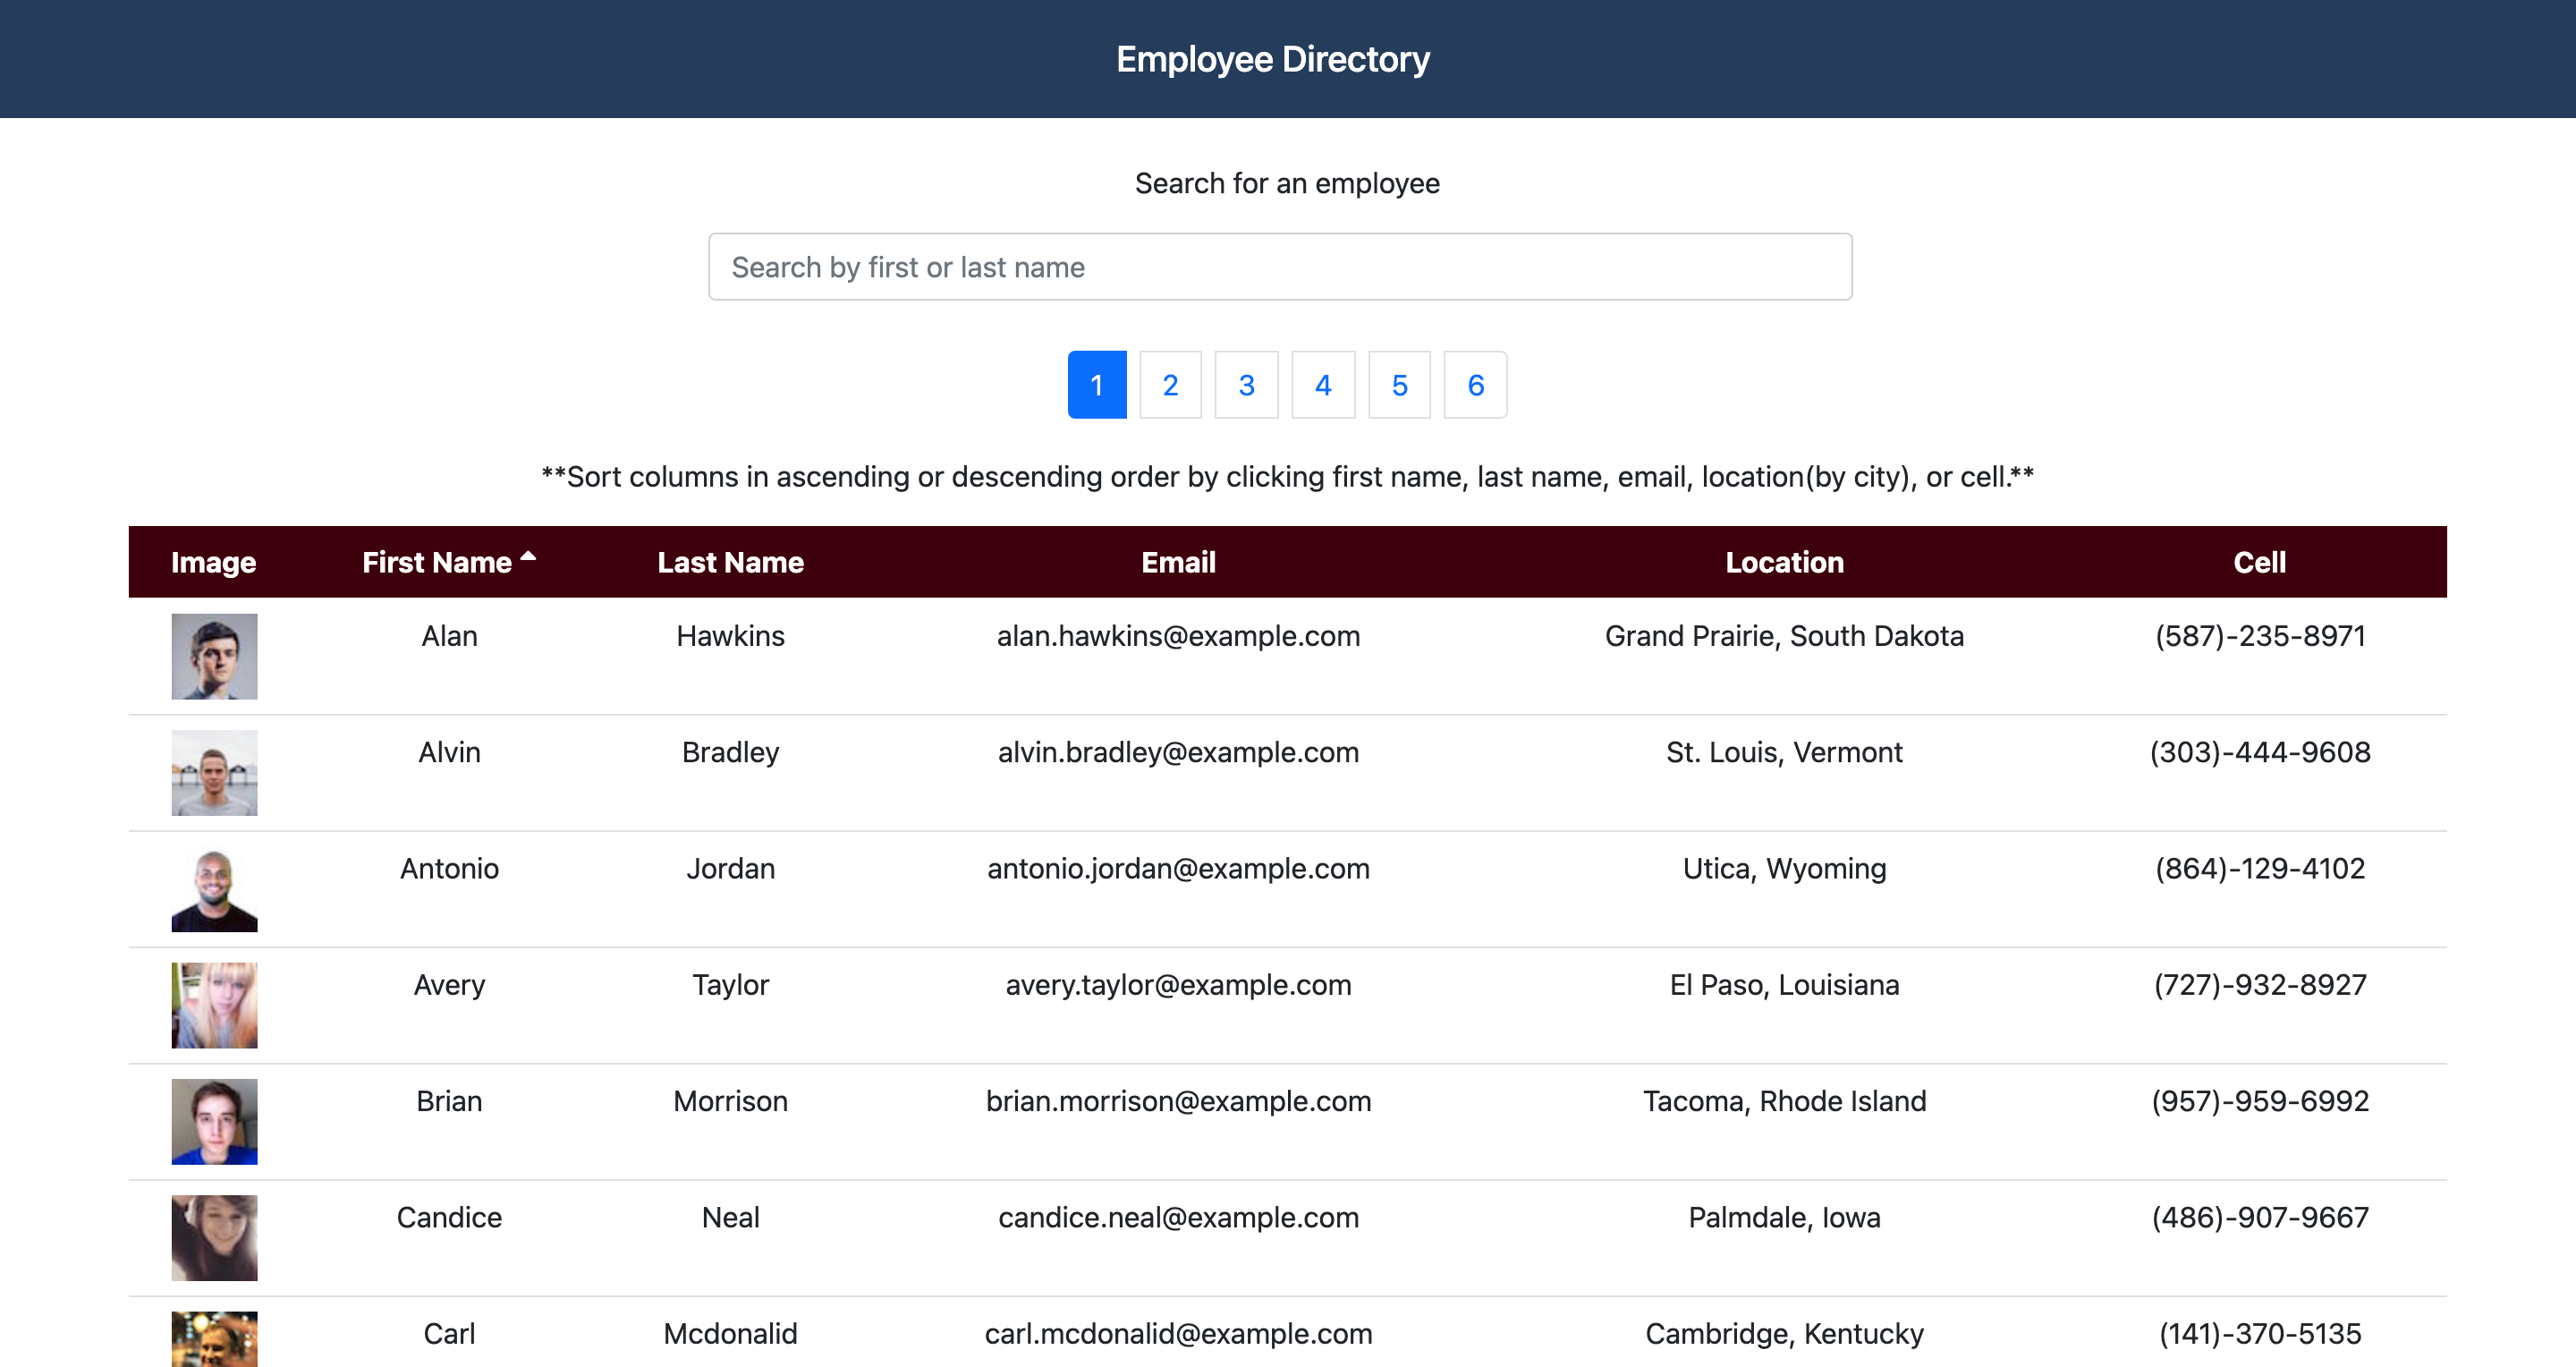 Employee Directory
Search for an employee
Search by first or last name
1 2 3 4 5 6
**Sort columns in ascending or descending order by clicking first name, last name, email, location(by city), or cell.**
Image First Name Last Name Email Location Cell
Alan Hawkins alan.hawkins@example.com Grand Prairie, South Dakota (587)-235-8971
Alvin Bradley alvin.bradley@example.com St. Louis, Vermont (303)-444-9608
Antonio Jordan antonio.jordan@example.com Utica, Wyoming (864)-129-4102
Avery Taylor avery.taylor@example.com El Paso, Louisiana (727)-932-8927
Brian Morrison brian.morrison@example.com Tacoma, Rhode Island (957)-959-6992
Candice Neal candice.neal@example.com Palmdale, Iowa (486)-907-9667
Carl Mcdonalid carl.mcdonalid@example.com Cambridge, Kentucky (141)-370-5135